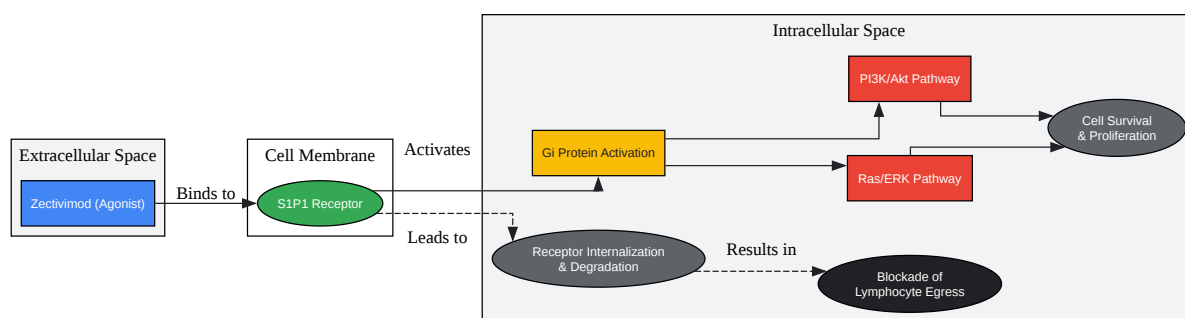 Extracellular Space
Zectivimod (Agonist)
Binds to
Cell Membrane
S1P1 Receptor
Activates
Leads to
Intracellular Space
Gi Protein Activation
PI3K/Akt Pathway
Ras/ERK Pathway
Cell Survival
& Proliferation
Receptor Internalization
& Degradation
Results in
Blockade of
Lymphocyte Egress